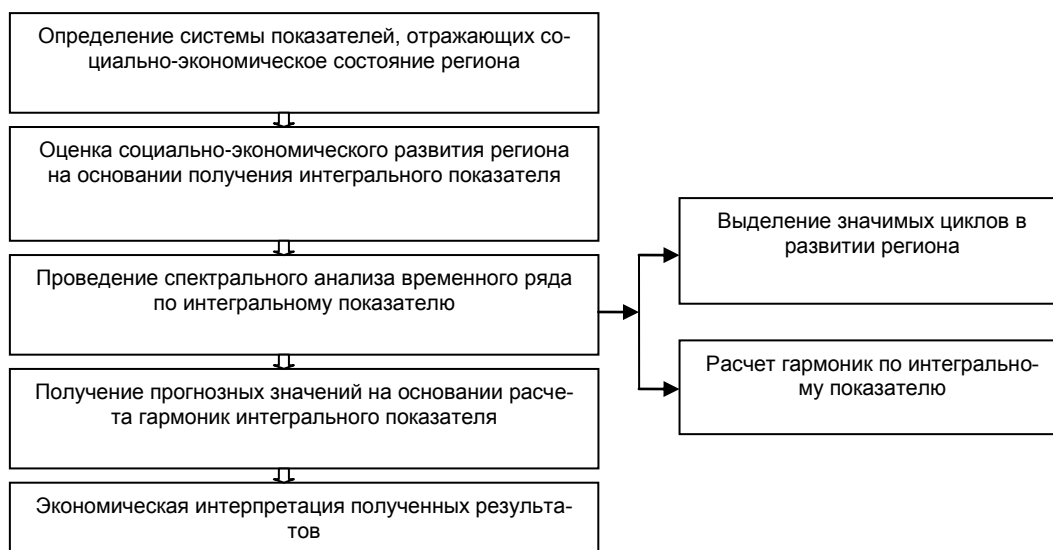 Определение системы показателей, отражающих со-
циально-экономическое состояние региона
Оценка социально-экономического развития региона
на основании получения интегрального показателя
Проведение спектрального анализа временного ряда
по интегральному показателю
Выделение значимых циклов в
развитии региона
Расчет гармоник по интегрально-
му показателю
Получение прогнозных значений на основании расче-
та гармоник интегрального показателя
Экономическая интерпретация полученных результа-
тов